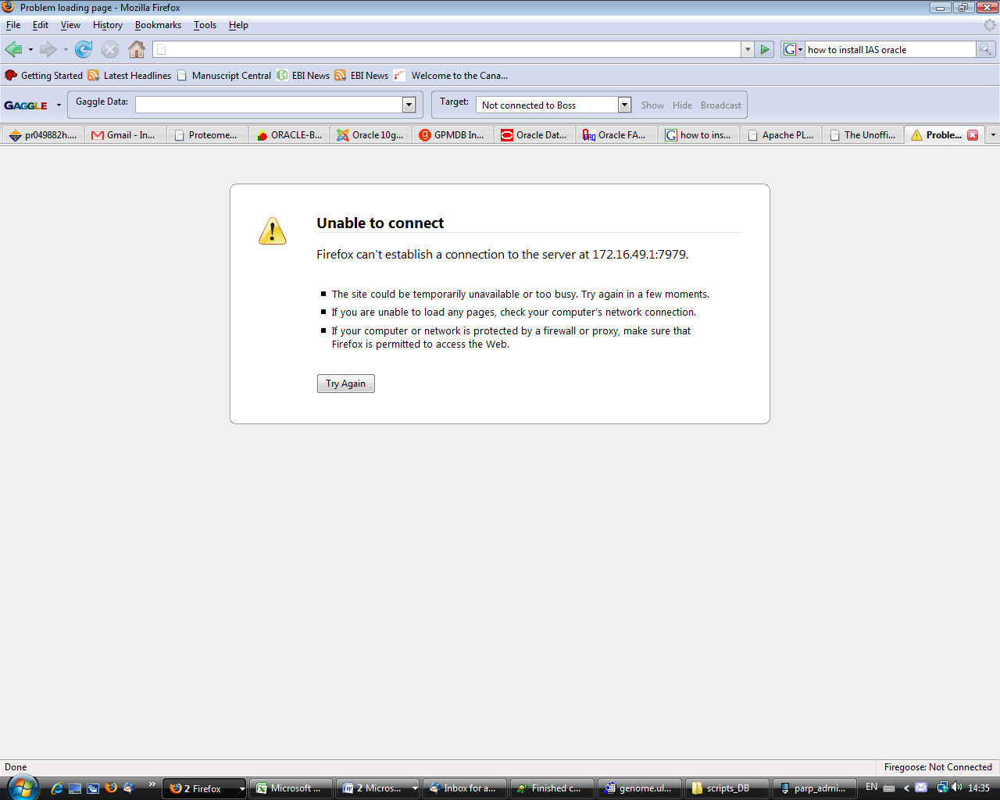 Problem loading page - Mozilla Firefox
File Edit View History Bookmarks Tools Help
how to install IAS oracle
Getting Started Latest Headlines Manuscript Central EBI News EBI News Welcome to the Cana...
GAGGLE Gaggle Data: Target: Not connected to Boss Show Hide Broadcast
pr049882h.... Gmail - In... Proteome... ORACLE-B... Oracle 10g... GPMDB In... Oracle Dat... Oracle FA... how to ins... Apache PL... The Unoffi... Proble...
Unable to connect
Firefox can't establish a connection to the server at 172.16.49.1:7979.
The site could be temporarily unavailable or too busy. Try again in a few moments.
If you are unable to load any pages, check your computer's network connection.
If your computer or network is protected by a firewall or proxy, make sure that
Firefox is permitted to access the Web.
Try Again
Done Firegoose: Not Connected
2 Firefox Microsoft ... 2 Micros... Inbox for a... Finished c... genome.ul... scripts_DB parp_admi... EN 14:35